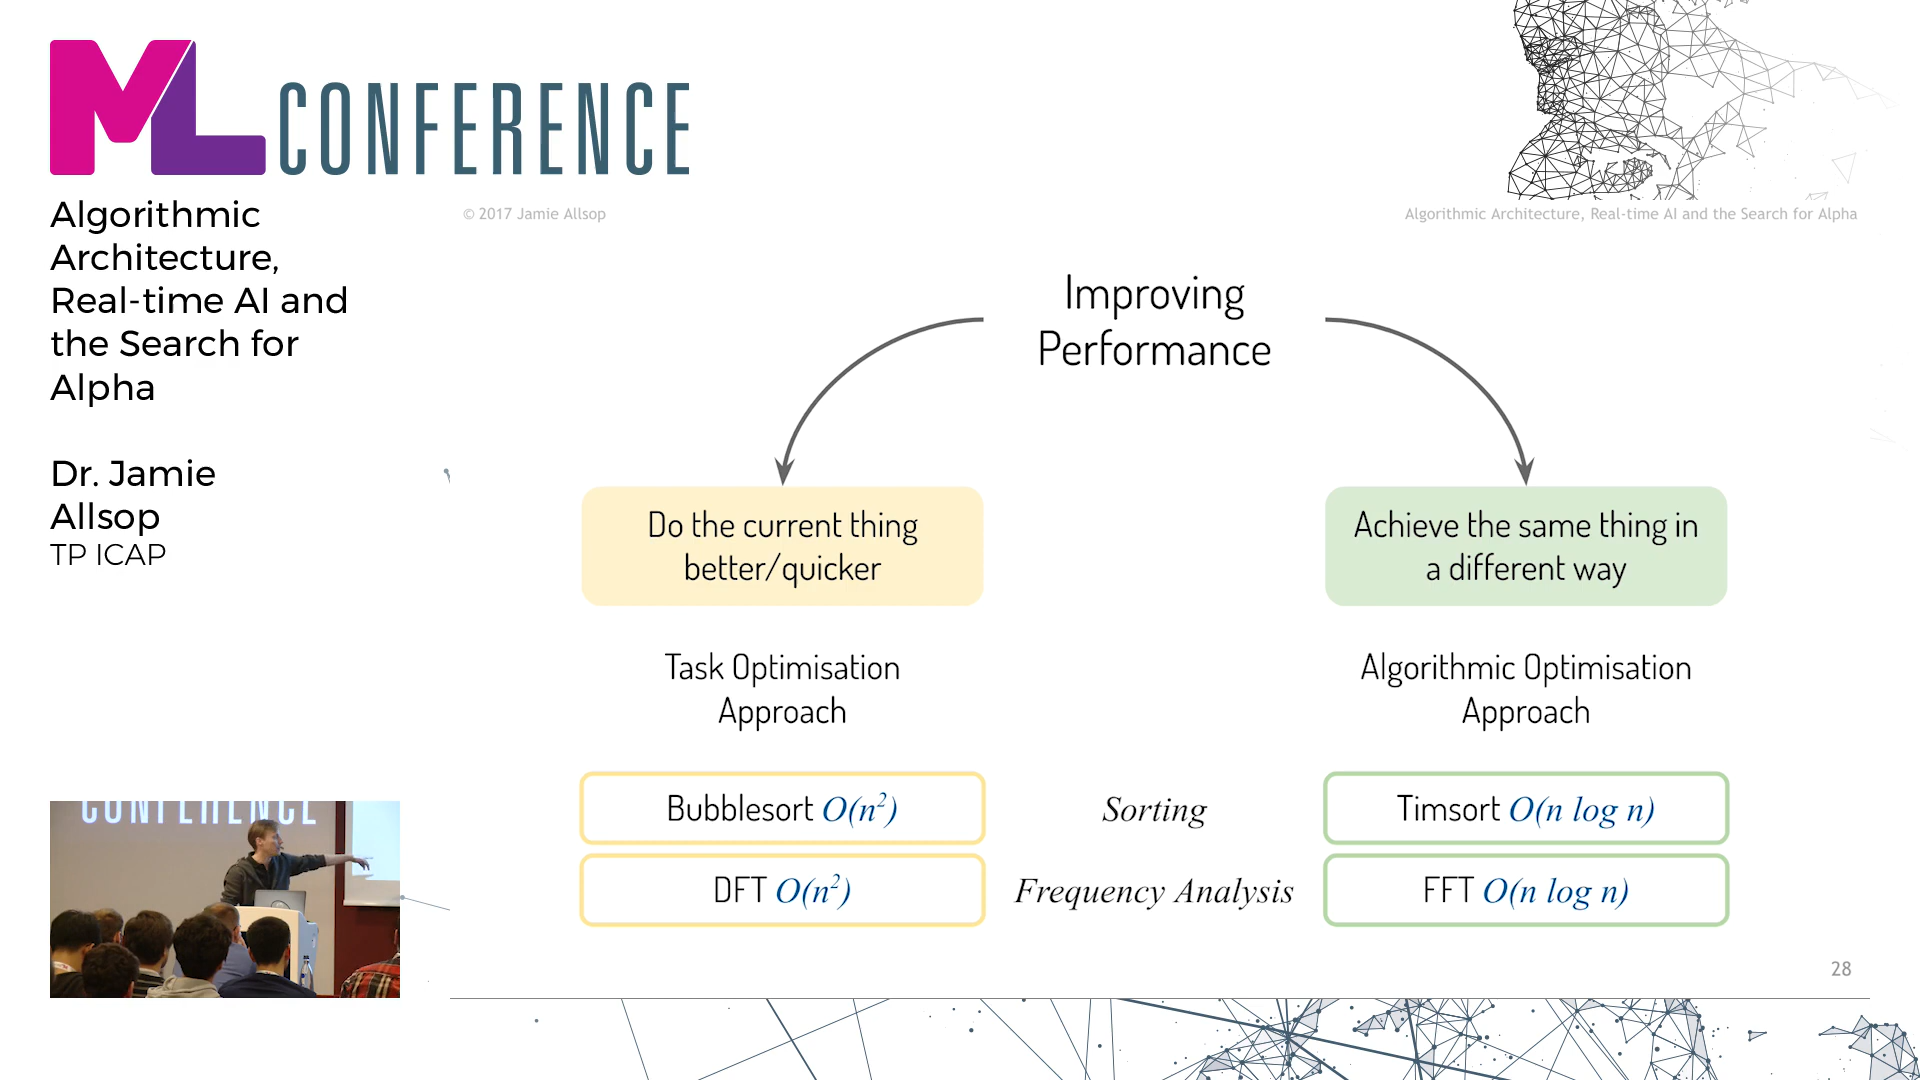 ML CONFERENCE
Algorithmic
Architecture,
Real-time AI and
the Search for
Alpha
Dr. Jamie
Allsop
TP ICAP
CONFERENCE
© 2017 Jamie Allsop
Algorithmic Architecture, Real-time AI and the Search for Alpha
Improving
Performance
Do the current thing
better/quicker
Achieve the same thing in
a different way
Task Optimisation
Approach
Algorithmic Optimisation
Approach
Bubblesort O(n²)
Sorting
Timsort O(n log n)
DFT O(n²)
Frequency Analysis
FFT O(n log n)
28